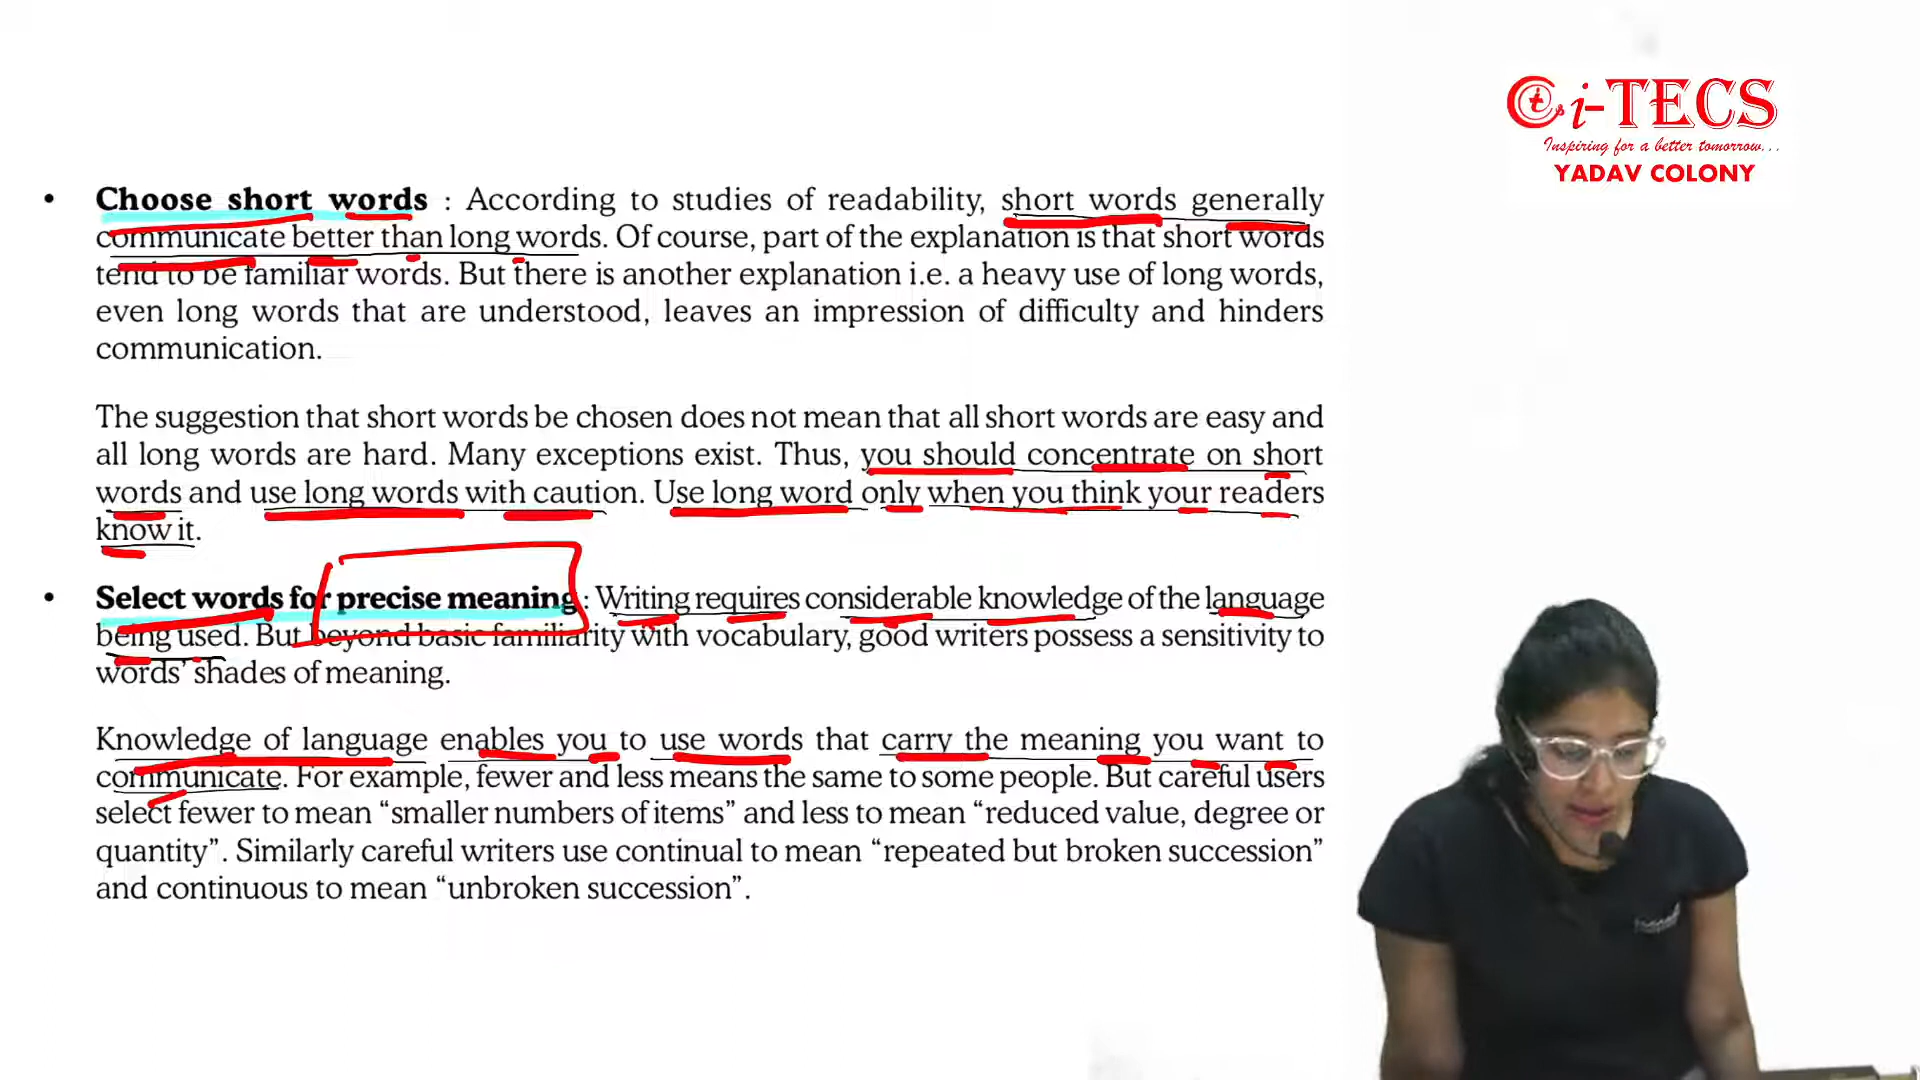 i-TECS
Inspiring for a better tomorrow...
YADAV COLONY
• Choose short words : According to studies of readability, short words generally
communicate better than long words. Of course, part of the explanation is that short words
tend to be familiar words. But there is another explanation i.e. a heavy use of long words,
even long words that are understood, leaves an impression of difficulty and hinders
communication.
The suggestion that short words be chosen does not mean that all short words are easy and
all long words are hard. Many exceptions exist. Thus, you should concentrate on short
words and use long words with caution. Use long word only when you think your readers
know it.
• Select words for precise meaning : Writing requires considerable knowledge of the language
being used. But beyond basic familiarity with vocabulary, good writers possess a sensitivity to
words’ shades of meaning.
Knowledge of language enables you to use words that carry the meaning you want to
communicate. For example, fewer and less means the same to some people. But careful users
select fewer to mean “smaller numbers of items” and less to mean “reduced value, degree or
quantity”. Similarly careful writers use continual to mean “repeated but broken succession”
and continuous to mean “unbroken succession”.